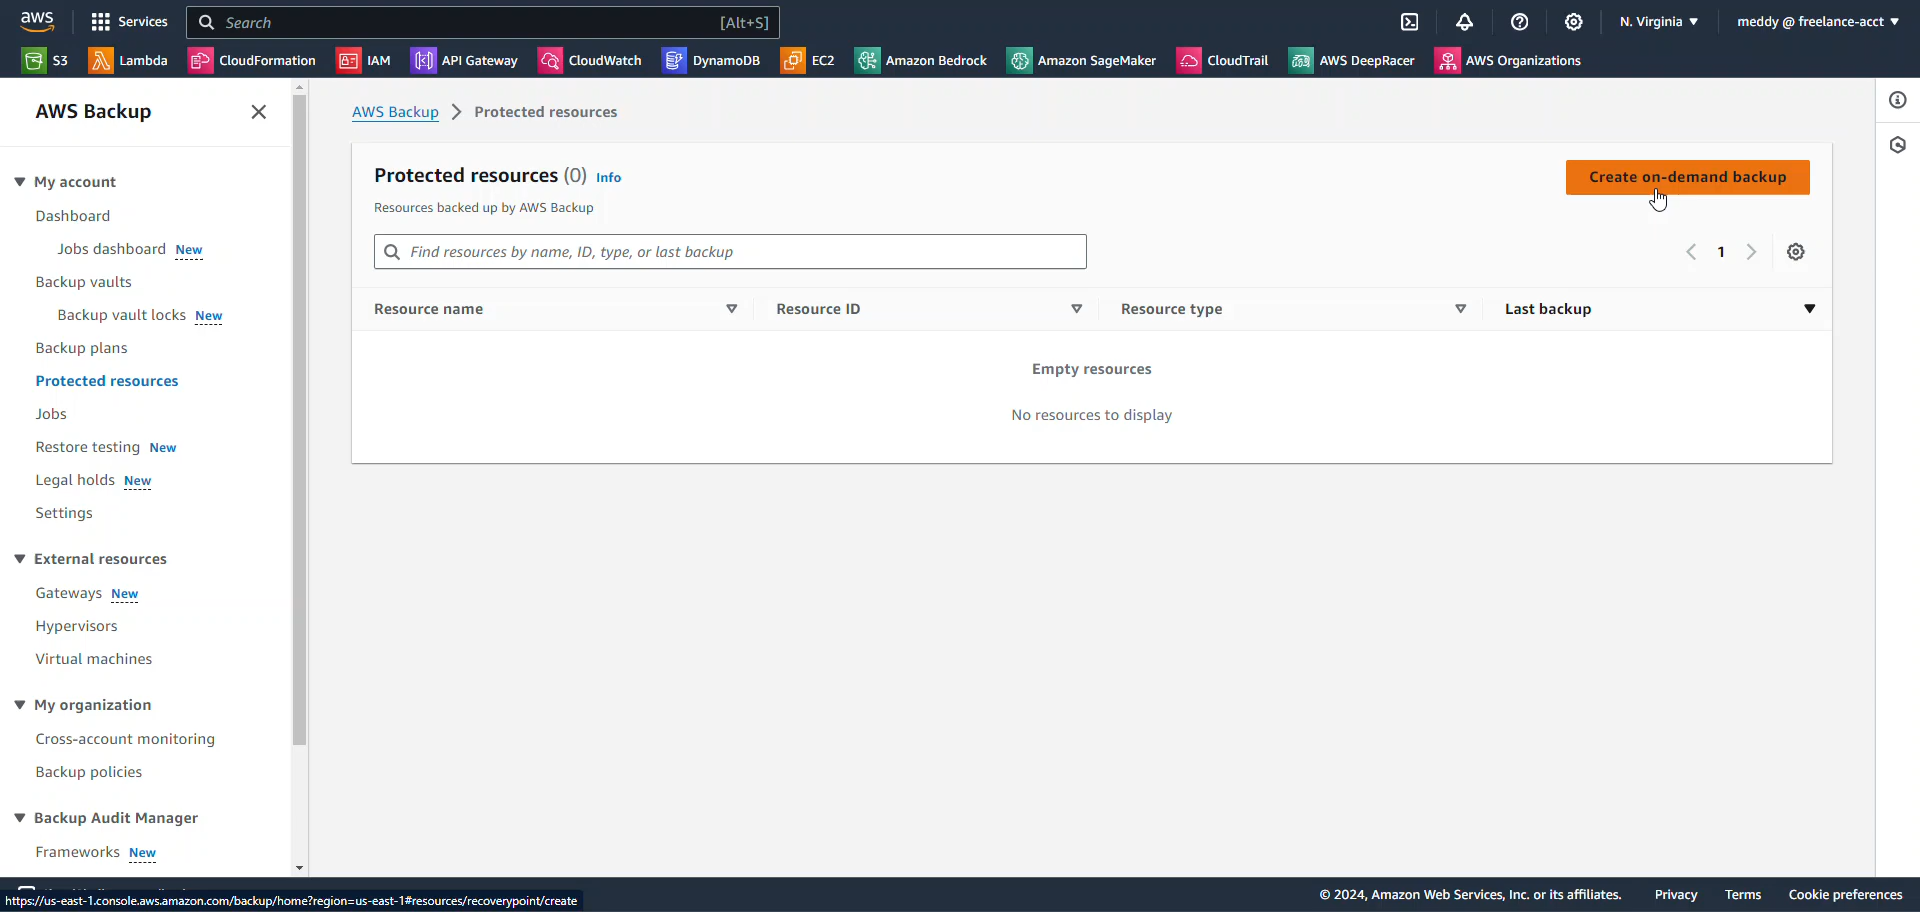 aws Services Search [Alt+S] N. Virginia ▼ meddy @ freelance-acct ▼
S3 Lambda CloudFormation IAM API Gateway CloudWatch DynamoDB EC2 Amazon Bedrock Amazon SageMaker CloudTrail AWS DeepRacer AWS Organizations
AWS Backup
My account
Dashboard
Jobs dashboard New
Backup vaults
Backup vault locks New
Backup plans
Protected resources
Jobs
Restore testing New
Legal holds New
Settings
External resources
Gateways New
Hypervisors
Virtual machines
My organization
Cross-account monitoring
Backup policies
Backup Audit Manager
Frameworks New
AWS Backup > Protected resources
Protected resources (0) Info
Create on-demand backup
Resources backed up by AWS Backup
Find resources by name, ID, type, or last backup
1
Resource name Resource ID Resource type Last backup
Empty resources
No resources to display
https://us-east-1.console.aws.amazon.com/backup/home?region=us-east-1#resources/recoverypoint/create
© 2024, Amazon Web Services, Inc. or its affiliates. Privacy Terms Cookie preferences